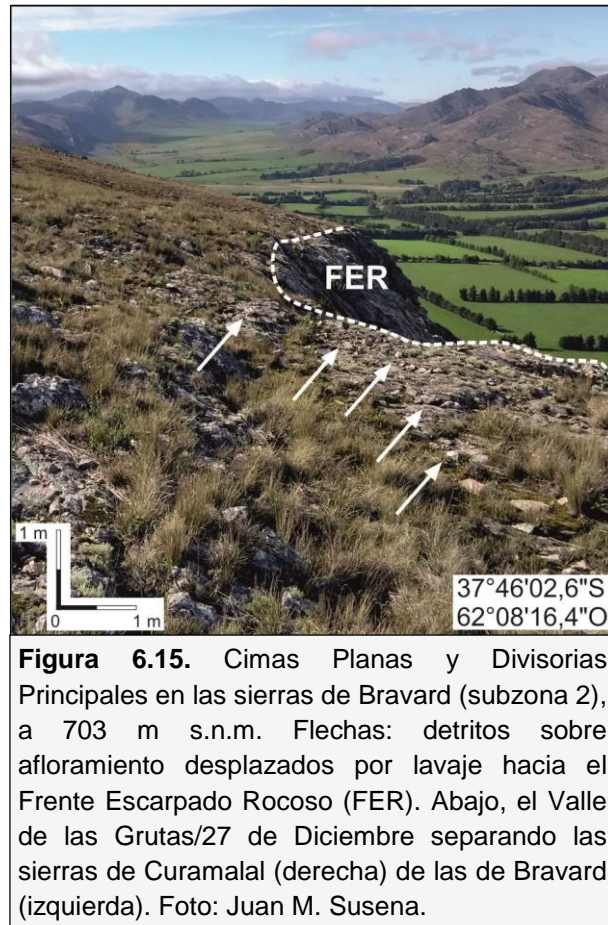 FER
1 m
0 1 m
37°46'02,6"S
62°08'16,4"O
Figura 6.15. Cimas Planas y Divisorias
Principales en las sierras de Bravard (subzona 2),
a 703 m s.n.m. Flechas: detritos sobre
afloramiento desplazados por lavaje hacia el
Frente Escarpado Rocoso (FER). Abajo, el Valle
de las Grutas/27 de Diciembre separando las
sierras de Curamalal (derecha) de las de Bravard
(izquierda). Foto: Juan M. Susena.